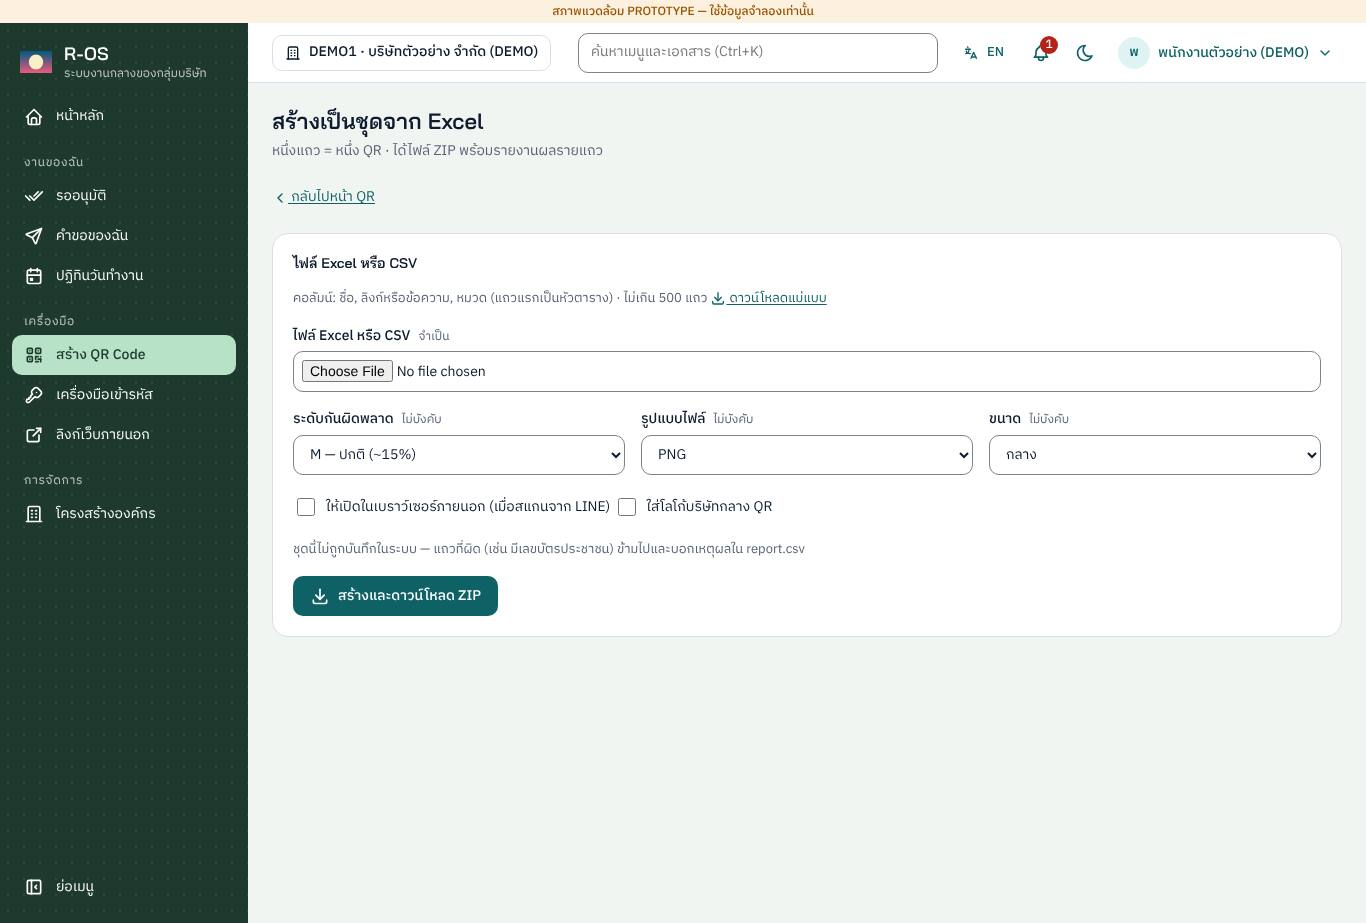 สภาพแวดล้อม PROTOTYPE — ใช้ข้อมูลจำลองเท่านั้น
R-OS
ระบบงานกลางของกลุ่มบริษัท
DEMO1 · บริษัทตัวอย่าง จำกัด (DEMO)
ค้นหาเมนูและเอกสาร (Ctrl+K)
EN
1
พ
พนักงานตัวอย่าง (DEMO)
หน้าหลัก
งานของฉัน
รออนุมัติ
คำขอของฉัน
ปฏิทินวันทำงาน
เครื่องมือ
สร้าง QR Code
เครื่องมือเข้ารหัส
ลิงก์เว็บภายนอก
การจัดการ
โครงสร้างองค์กร
ย่อเมนู
สร้างเป็นชุดจาก Excel
หนึ่งแถว = หนึ่ง QR · ได้ไฟล์ ZIP พร้อมรายงานผลรายแถว
กลับไปหน้า QR
ไฟล์ Excel หรือ CSV
คอลัมน์: ชื่อ, ลิงก์หรือข้อความ, หมวด (แถวแรกเป็นหัวตาราง) · ไม่เกิน 500 แถว ดาวน์โหลดแม่แบบ
ไฟล์ Excel หรือ CSV จำเป็น
Choose File No file chosen
ระดับกันผิดพลาด ไม่บังคับ
M — ปกติ (~15%)
รูปแบบไฟล์ ไม่บังคับ
PNG
ขนาด ไม่บังคับ
กลาง
ให้เปิดในเบราว์เซอร์ภายนอก (เมื่อสแกนจาก LINE)
ใส่โลโก้บริษัทกลาง QR
ชุดนี้ไม่ถูกบันทึกในระบบ — แถวที่ผิด (เช่น มีเลขบัตรประชาชน) ข้ามไปและบอกเหตุผลใน report.csv
สร้างและดาวน์โหลด ZIP